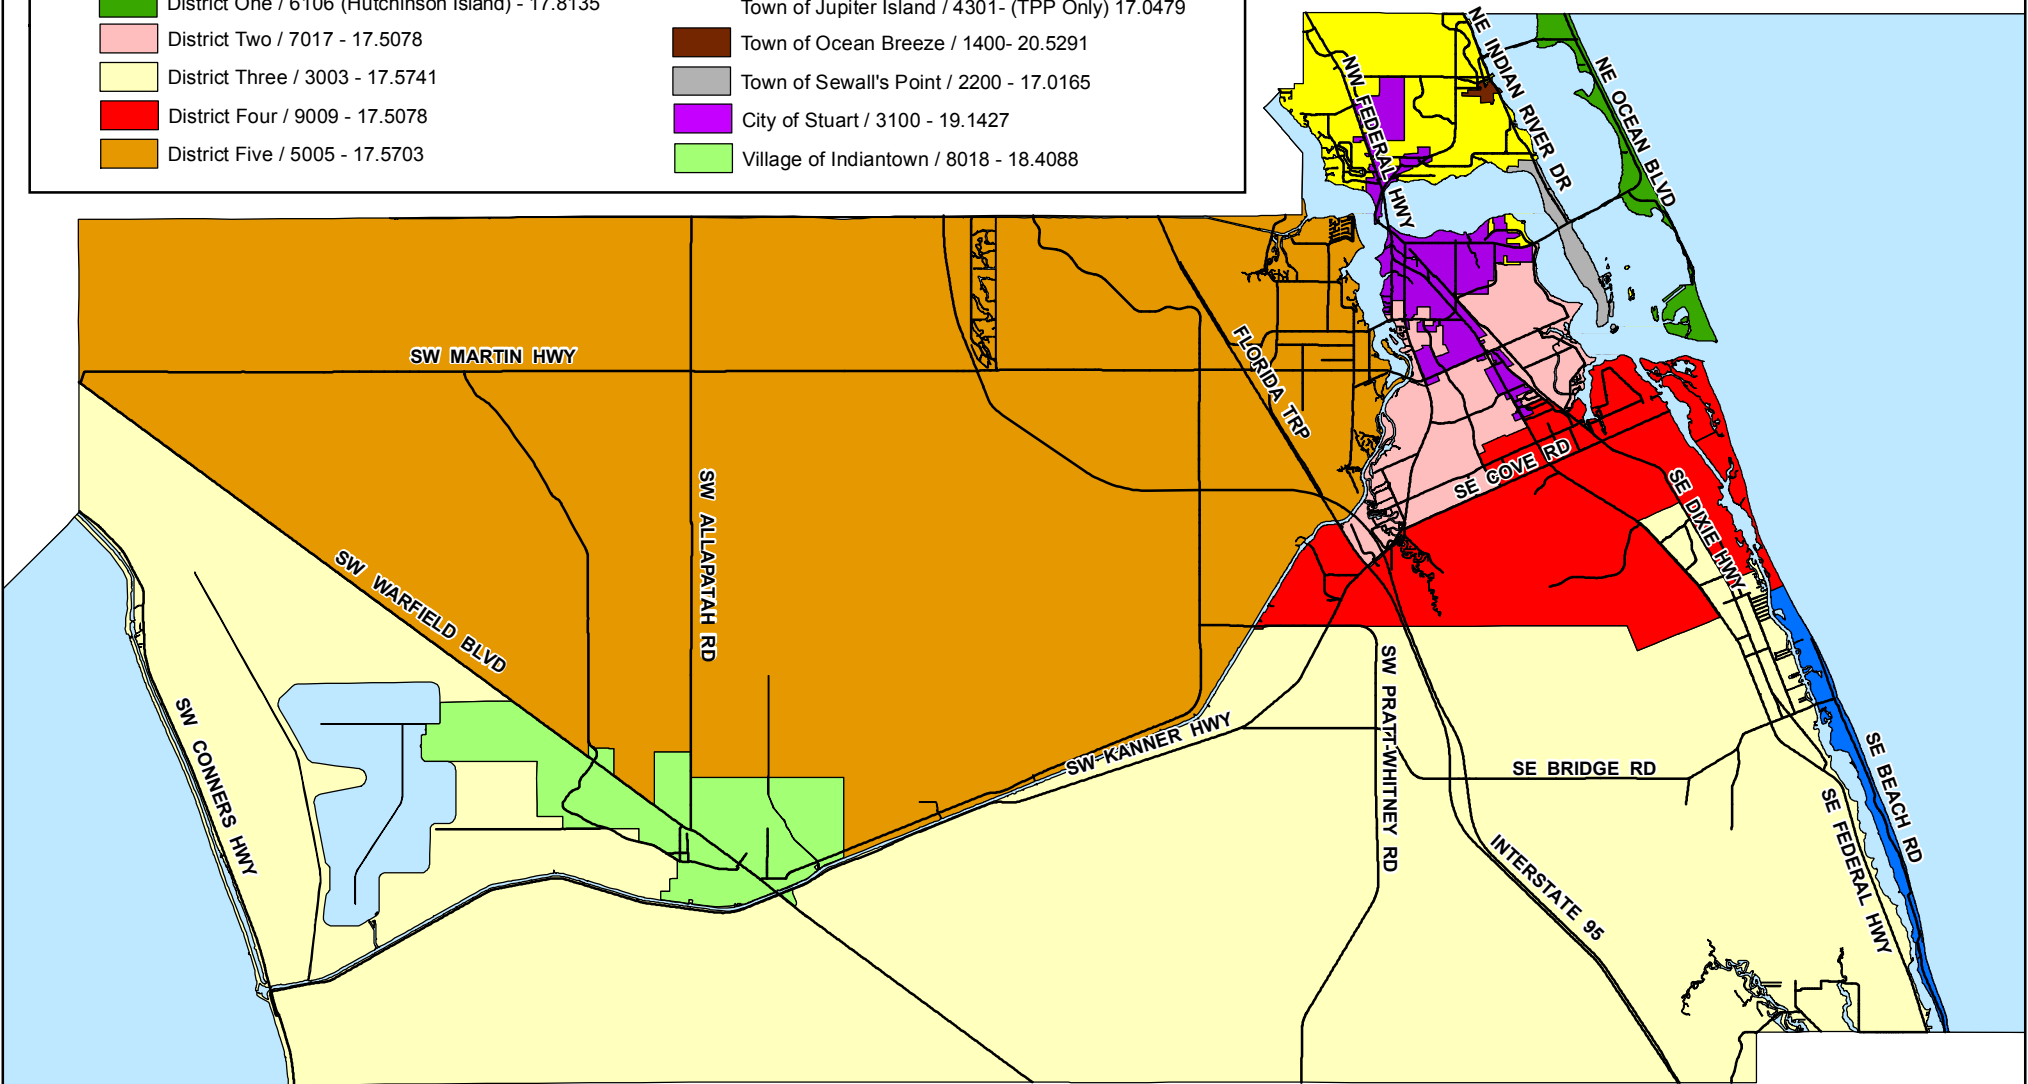 District One / 6106 (Hutchinson Island) - 17.8135
District Two / 7017 - 17.5078
District Three / 3003 - 17.5741
District Four / 9009 - 17.5078
District Five / 5005 - 17.5703
Town of Jupiter Island / 4301- (TPP Only) 17.0479
Town of Ocean Breeze / 1400- 20.5291
Town of Sewall's Point / 2200 - 17.0165
City of Stuart / 3100 - 19.1427
Village of Indiantown / 8018 - 18.4088
NE INDIAN RIVER DR
NE OCEAN BLVD
NW FEDERAL HWY
SW MARTIN HWY
FLORIDA TRP
SW ALLAPATAH RD
SE COVE RD
SE DIXIE HWY
SW WARFIELD BLVD
SW CONNERS HWY
SW KANNER HWY
SW PRATT-WHITNEY RD
SE BRIDGE RD
SE BEACH RD
SE FEDERAL HWY
INTERSTATE 95